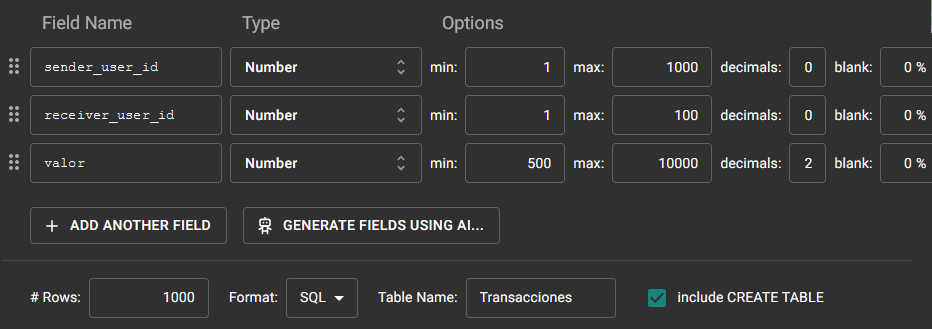 Field Name Type Options
sender_user_id Number min: 1 max: 1000 decimals: 0 blank: 0 %
receiver_user_id Number min: 1 max: 100 decimals: 0 blank: 0 %
valor Number min: 500 max: 10000 decimals: 2 blank: 0 %
+ ADD ANOTHER FIELD GENERATE FIELDS USING AI...
# Rows: 1000 Format: SQL Table Name: Transacciones include CREATE TABLE